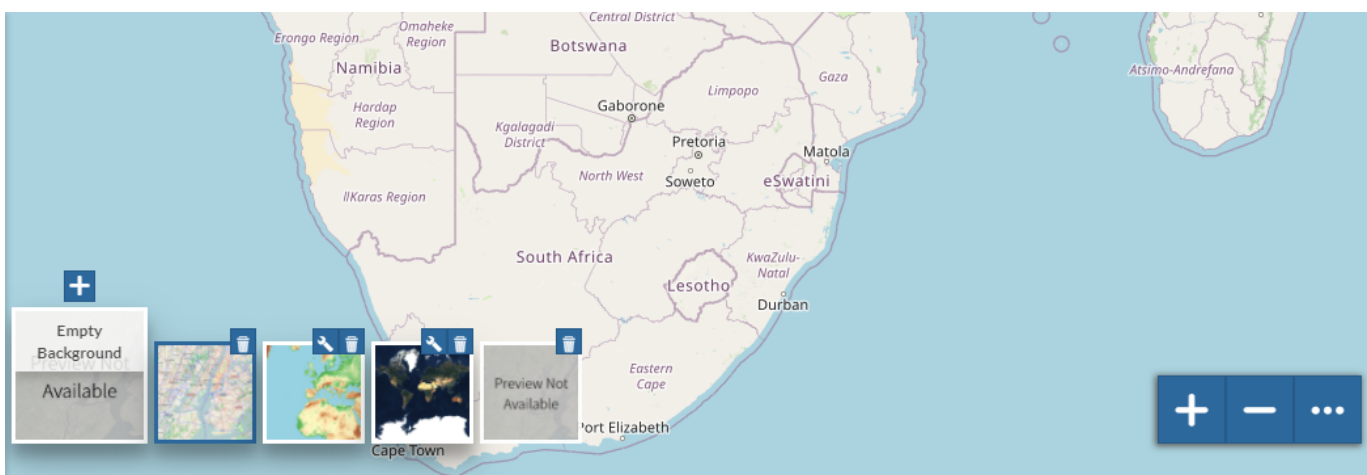 Central District
Omaheke
Region
Erongo Region
Botswana
Namibia
Gaza
Atsimo-Andrefana
Limpopo
Hardap
Region
Gaborone
Kgalagadi
District
Pretoria
Matola
North West
Soweto
eSwatini
IIKaras Region
South Africa
KwaZulu-
Natal
Lesotho
Durban
Empty
Background
Preview Not
Available
Preview Not
Available
Eastern
Cape
Port Elizabeth
Cape Town